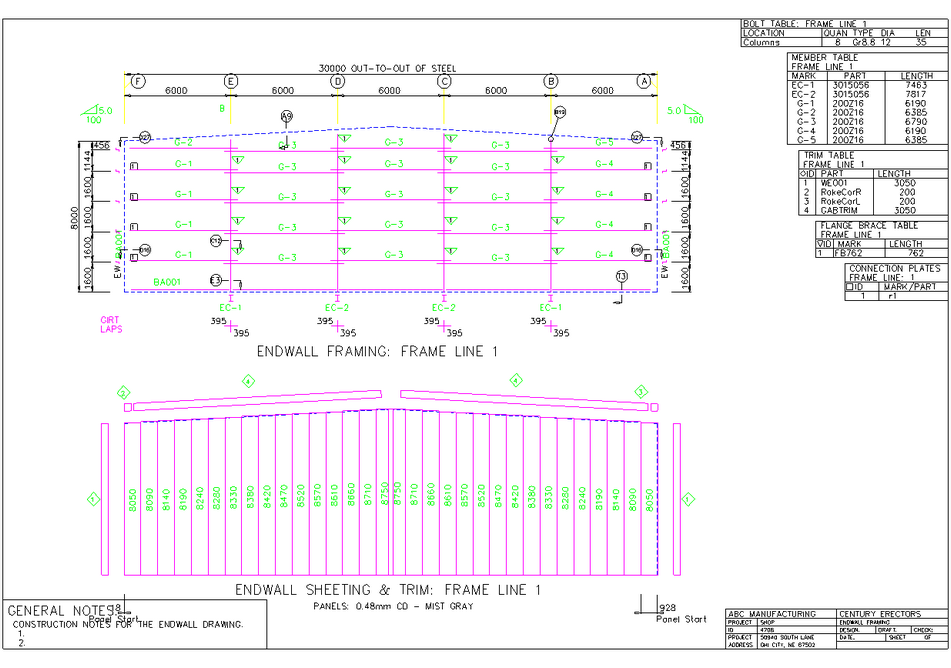 BOLT TABLE: FRAME LINE 1
LOCATION QUAN TYPE DIA LEN
Columns 8 Gr8.8 12 35
MEMBER TABLE
FRAME LINE 1
MARK PART LENGTH
EC-1 3015056 7463
EC-2 3015056 7817
G-1 200Z16 6190
G-2 200Z16 6385
G-3 200Z16 6790
G-4 200Z16 6190
G-5 200Z16 6385
TRIM TABLE
FRAME LINE 1
ID PART LENGTH
1 WE001 3050
2 RakeCorR 200
3 RakeCorL 200
4 GABTRIM 3050
FLANGE BRACE TABLE
FRAME LINE 1
ID MARK LENGTH
1 FB762 762
CONNECTION PLATES
FRAME LINE: 1
ID MARK/PART
1 r1
30000 OUT-TO-OUT OF STEEL
F E D C B A
6000 6000 6000 6000 6000
B
5.0
100
A9
5.0
100
456 G-2 G-3 G-3 G-3 G-5 456
1144 G-1 G-3 G-3 G-3 G-4 1144
1600 G-1 G-3 G-3 G-3 G-4 1600
8000
1600 G-1 G-3 G-3 G-3 G-4 1600
BA001 BA001
1600 G-1 G-3 G-3 G-3 G-4 1600
EW EW
1600 BA001 E3 T3 1600
EC-1 EC-2 EC-2 EC-1
GIRT
LAPS
395 395 395 395
395 395 395 395
ENDWALL FRAMING: FRAME LINE 1
2 4 4 3
1 8050 8090 8140 8190 8240 8280 8330 8380 8420 8470 8520 8570 8610 8660 8710 8750 8750 8710 8660 8610 8570 8520 8470 8420 8380 8330 8280 8240 8190 8140 8090 8050 1
ENDWALL SHEETING & TRIM: FRAME LINE 1
PANELS: 0.48mm CD - MIST GRAY
928
Panel Start
Panel Start
GENERAL NOTES
CONSTRUCTION NOTES FOR THE ENDWALL DRAWING.
1.
2.
ABC MANUFACTURING CENTURY ERECTORS
PROJECT SHOP ENDWALL FRAMING
ID DESIGN: DRAFT: CHECK:
PROJECT SOUTH LANE DATE: SHEET OF
ADDRESS CITY, NE 67502